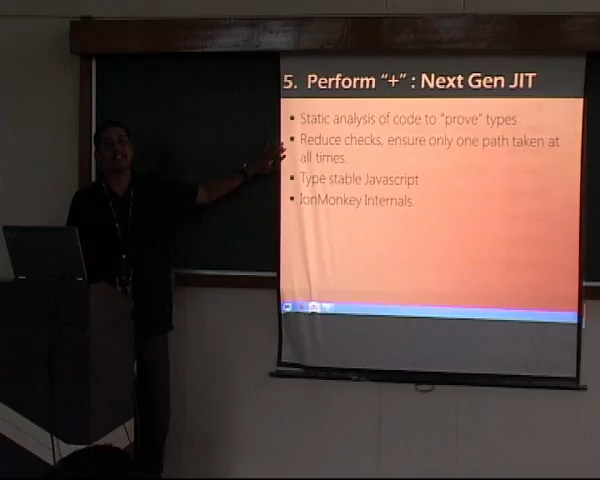 5. Perform "+" : Next Gen JIT
Static analysis of code to "prove" types
Reduce checks, ensure only one path taken at
all times.
Type stable Javascript
IonMonkey Internals.